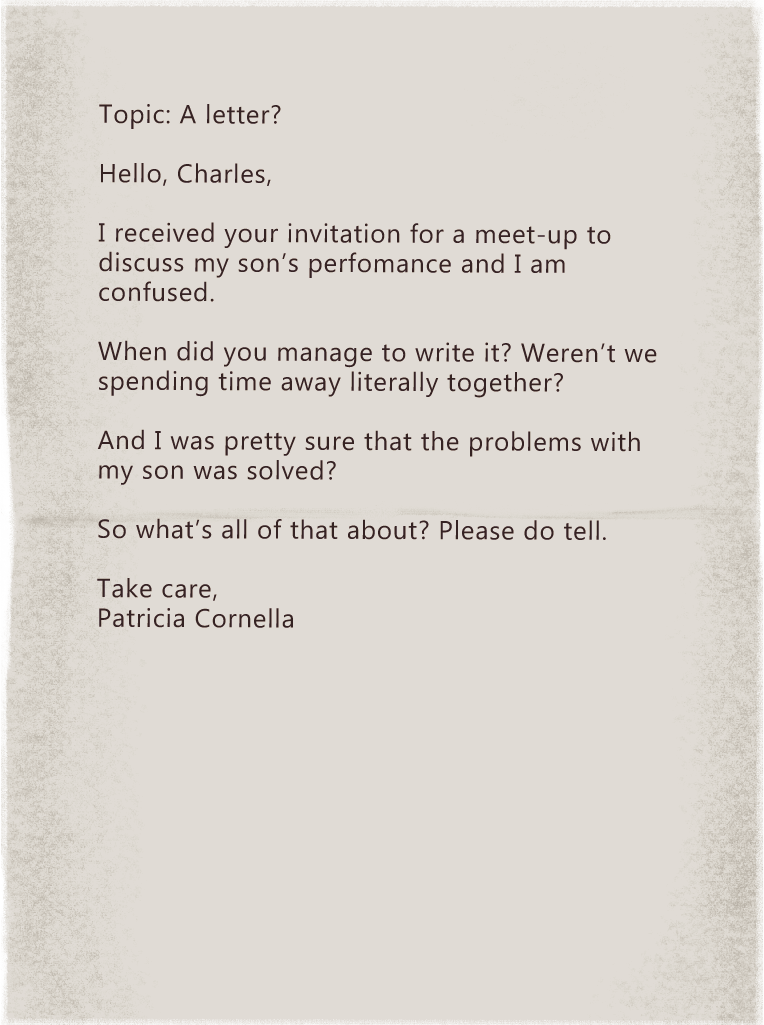 Topic: A letter?
Hello, Charles,
I received your invitation for a meet-up to
discuss my son’s perfomance and I am
confused.
When did you manage to write it? Weren’t we
spending time away literally together?
And I was pretty sure that the problems with
my son was solved?
So what’s all of that about? Please do tell.
Take care,
Patricia Cornella